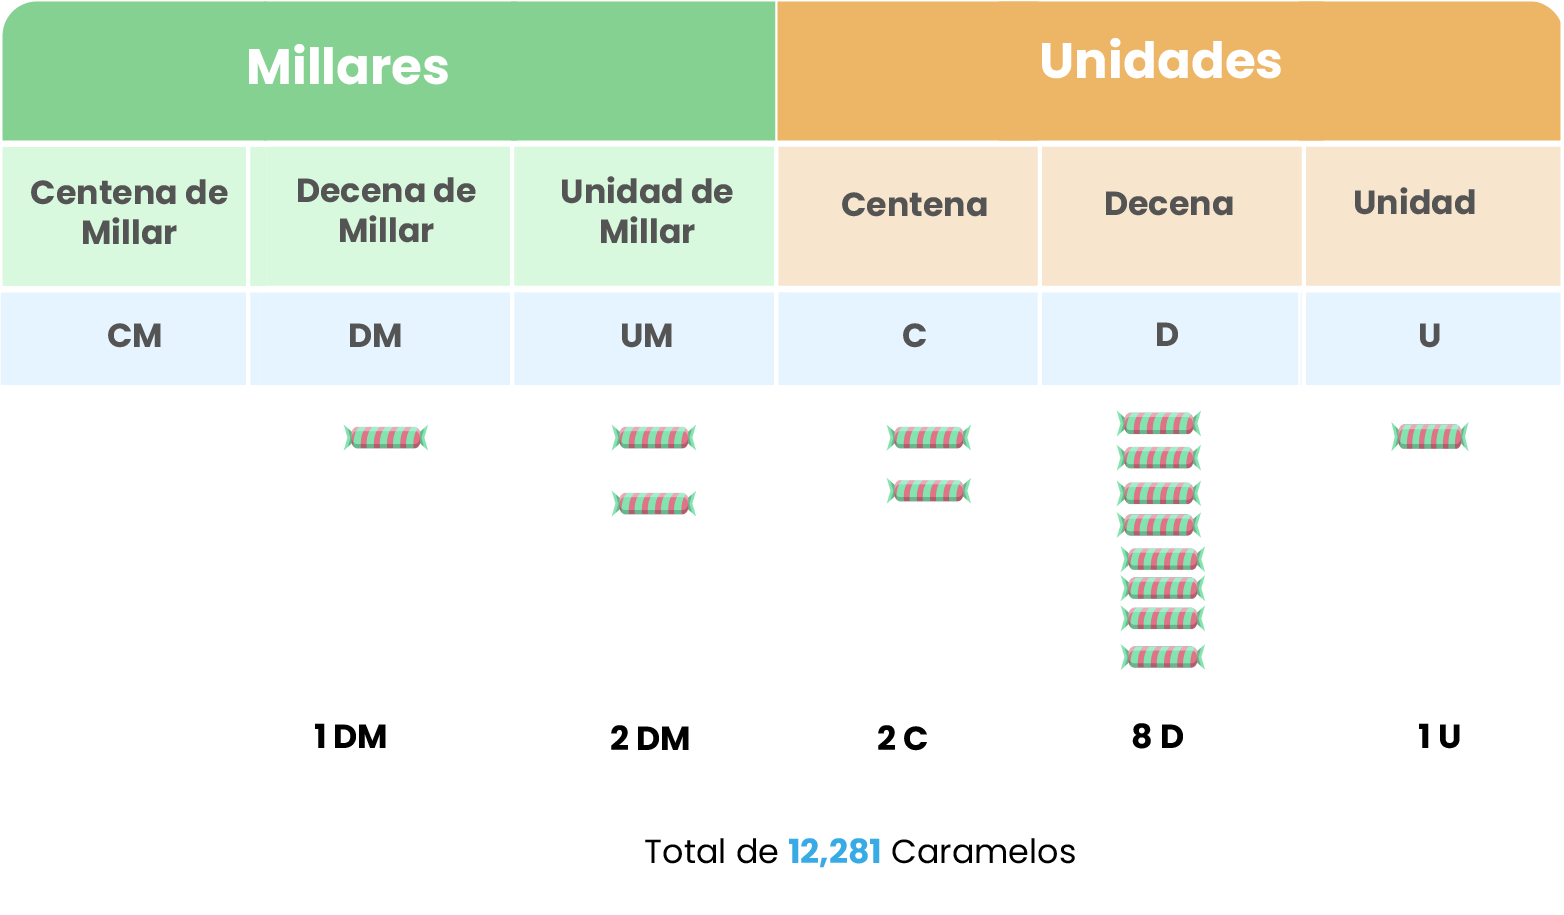 Millares
Unidades
Centena de
Millar
Decena de
Millar
Unidad de
Millar
Centena
Decena
Unidad
CM
DM
UM
C
D
U
1 DM
2 DM
2 C
8 D
1 U
Total de 12,281 Caramelos